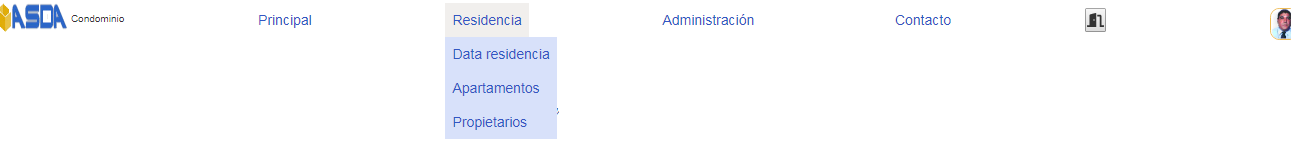 ASDA Condominio Principal Residencia Administración Contacto
Data residencia
Apartamentos
Propietarios